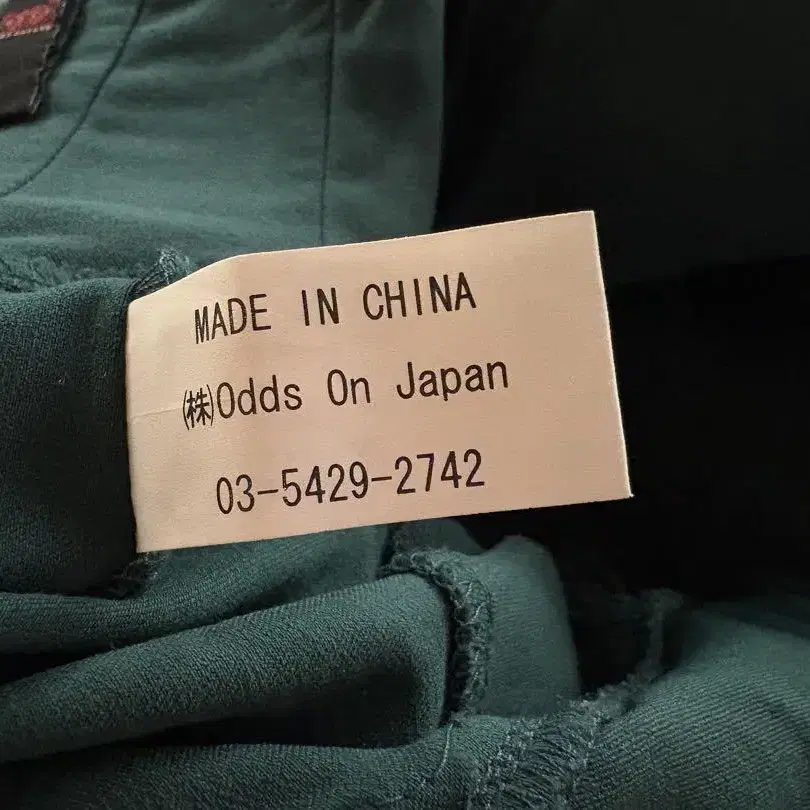 MADE IN CHINA
㈱Odds On Japan
03-5429-2742